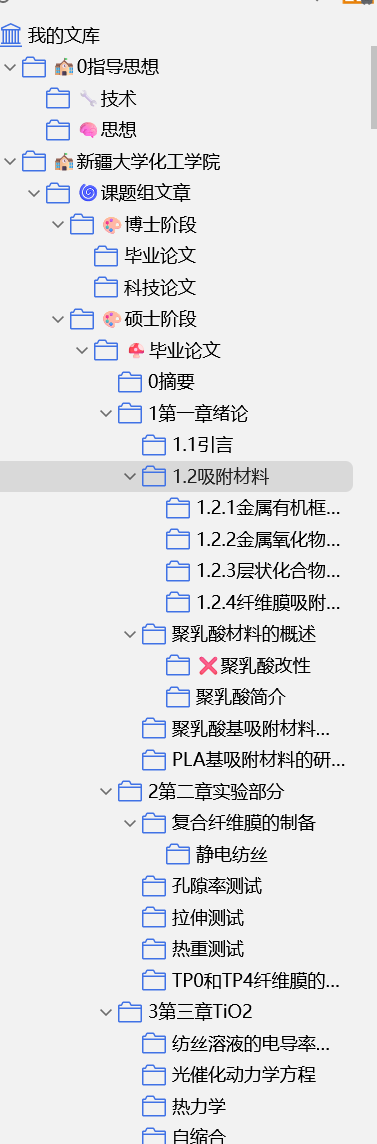 我的文库
0指导思想
技术
思想
新疆大学化工学院
课题组文章
博士阶段
毕业论文
科技论文
硕士阶段
毕业论文
0摘要
1第一章绪论
1.1引言
1.2吸附材料
1.2.1金属有机框...
1.2.2金属氧化物...
1.2.3层状化合物...
1.2.4纤维膜吸附...
聚乳酸材料的概述
聚乳酸改性
聚乳酸简介
聚乳酸基吸附材料...
PLA基吸附材料的研...
2第二章实验部分
复合纤维膜的制备
静电纺丝
孔隙率测试
拉伸测试
热重测试
TP0和TP4纤维膜的...
3第三章TiO2
纺丝溶液的电导率...
光催化动力学方程
热力学
自缩合